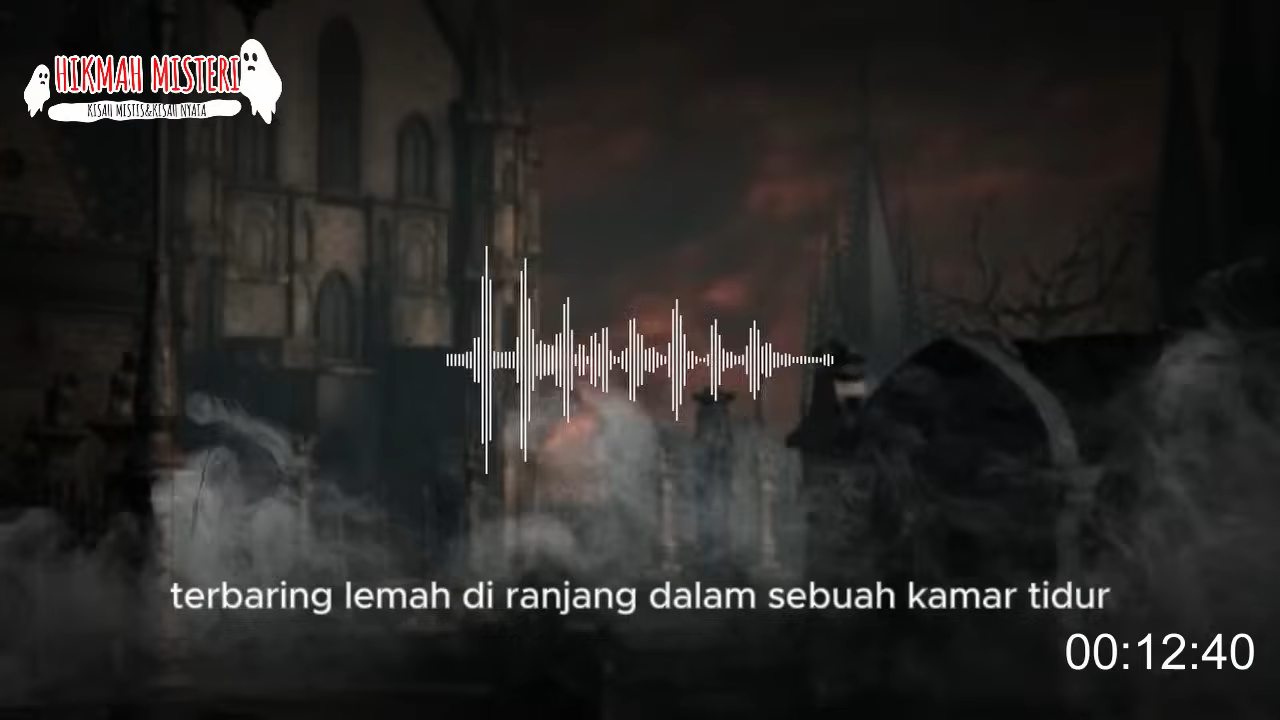 HIKMAH MISTERI
KISAH MISTIS&KISAH NYATA
terbaring lemah di ranjang dalam sebuah kamar tidur
00:12:40